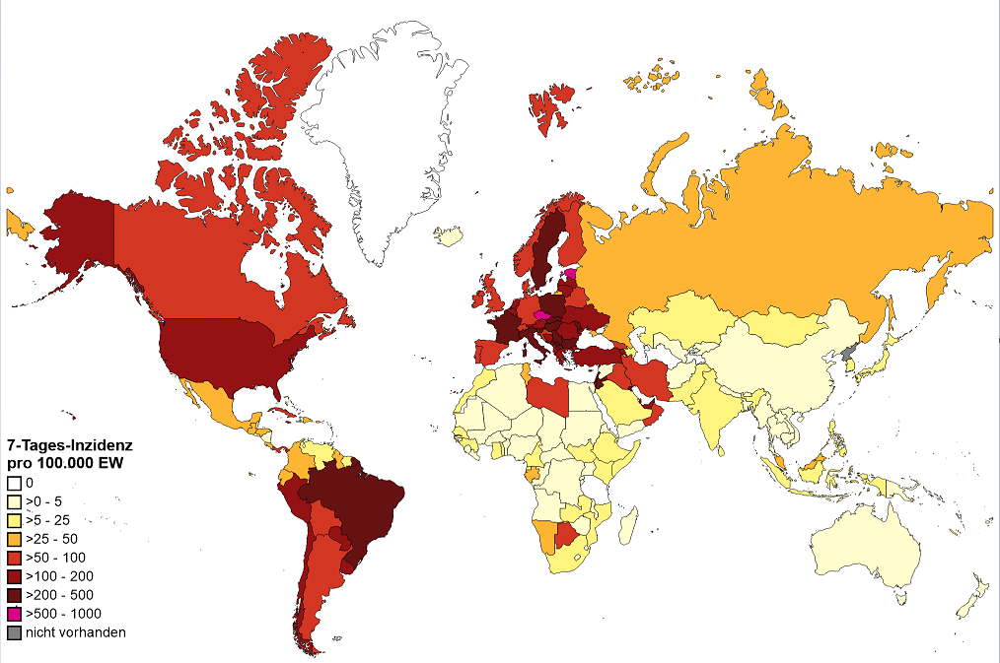 7-Tages-Inzidenz
pro 100.000 EW
0
>0 - 5
>5 - 25
>25 - 50
>50 - 100
>100 - 200
>200 - 500
>500 - 1000
nicht vorhanden